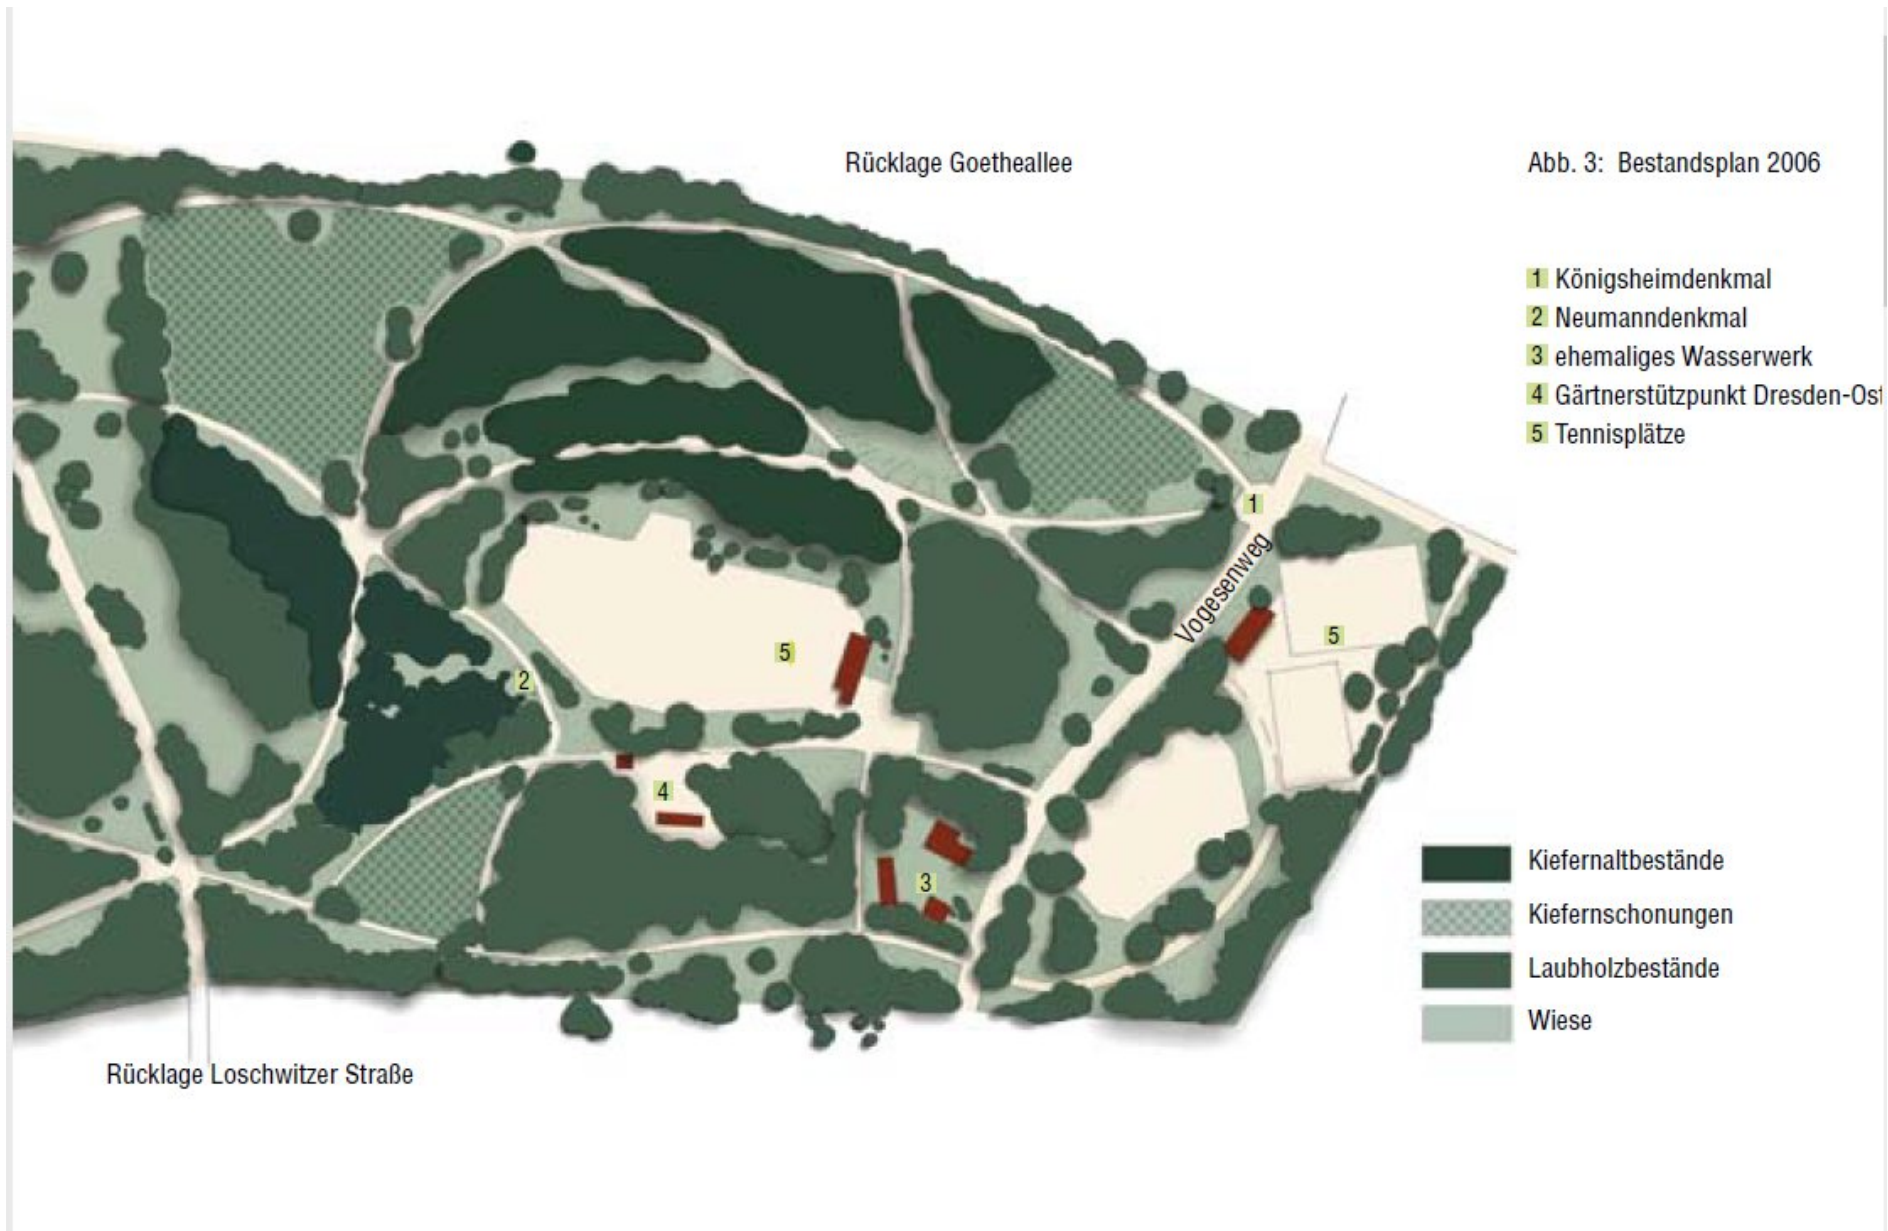 Rücklage Goetheallee
Abb. 3: Bestandsplan 2006
1 Königsheimdenkmal
2 Neumanndenkmal
3 ehemaliges Wasserwerk
4 Gärtnerstützpunkt Dresden-Ost
5 Tennisplätze
1
Vogesenweg
5
5
2
4
3
Kiefernaltbestände
Kiefernschonungen
Laubholzbestände
Wiese
Rücklage Loschwitzer Straße